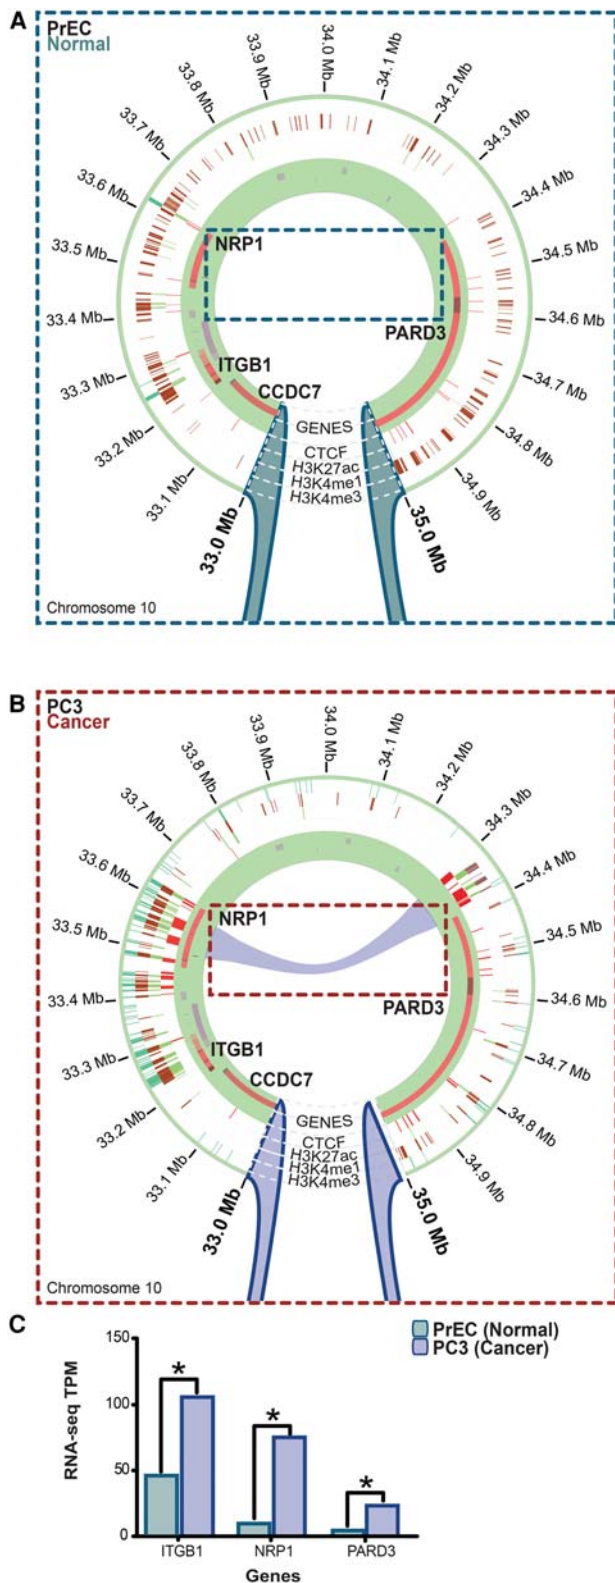 A
PrEC
Normal
33.0 Mb
33.1 Mb
33.2 Mb
33.3 Mb
33.4 Mb
33.5 Mb
33.6 Mb
33.7 Mb
33.8 Mb
33.9 Mb
34.0 Mb
34.1 Mb
34.2 Mb
34.3 Mb
34.4 Mb
34.5 Mb
34.6 Mb
34.7 Mb
34.8 Mb
34.9 Mb
35.0 Mb
NRP1
PARD3
ITGB1
CCDC7
GENES
CTCF
H3K27ac
H3K4me1
H3K4me3
Chromosome 10
B
PC3
Cancer
33.0 Mb
33.1 Mb
33.2 Mb
33.3 Mb
33.4 Mb
33.5 Mb
33.6 Mb
33.7 Mb
33.8 Mb
33.9 Mb
34.0 Mb
34.1 Mb
34.2 Mb
34.3 Mb
34.4 Mb
34.5 Mb
34.6 Mb
34.7 Mb
34.8 Mb
34.9 Mb
35.0 Mb
NRP1
PARD3
ITGB1
CCDC7
GENES
CTCF
H3K27ac
H3K4me1
H3K4me3
Chromosome 10
C
PrEC (Normal)
PC3 (Cancer)
RNA-seq TPM
150
100
50
0
*
*
*
ITGB1 NRP1 PARD3
Genes